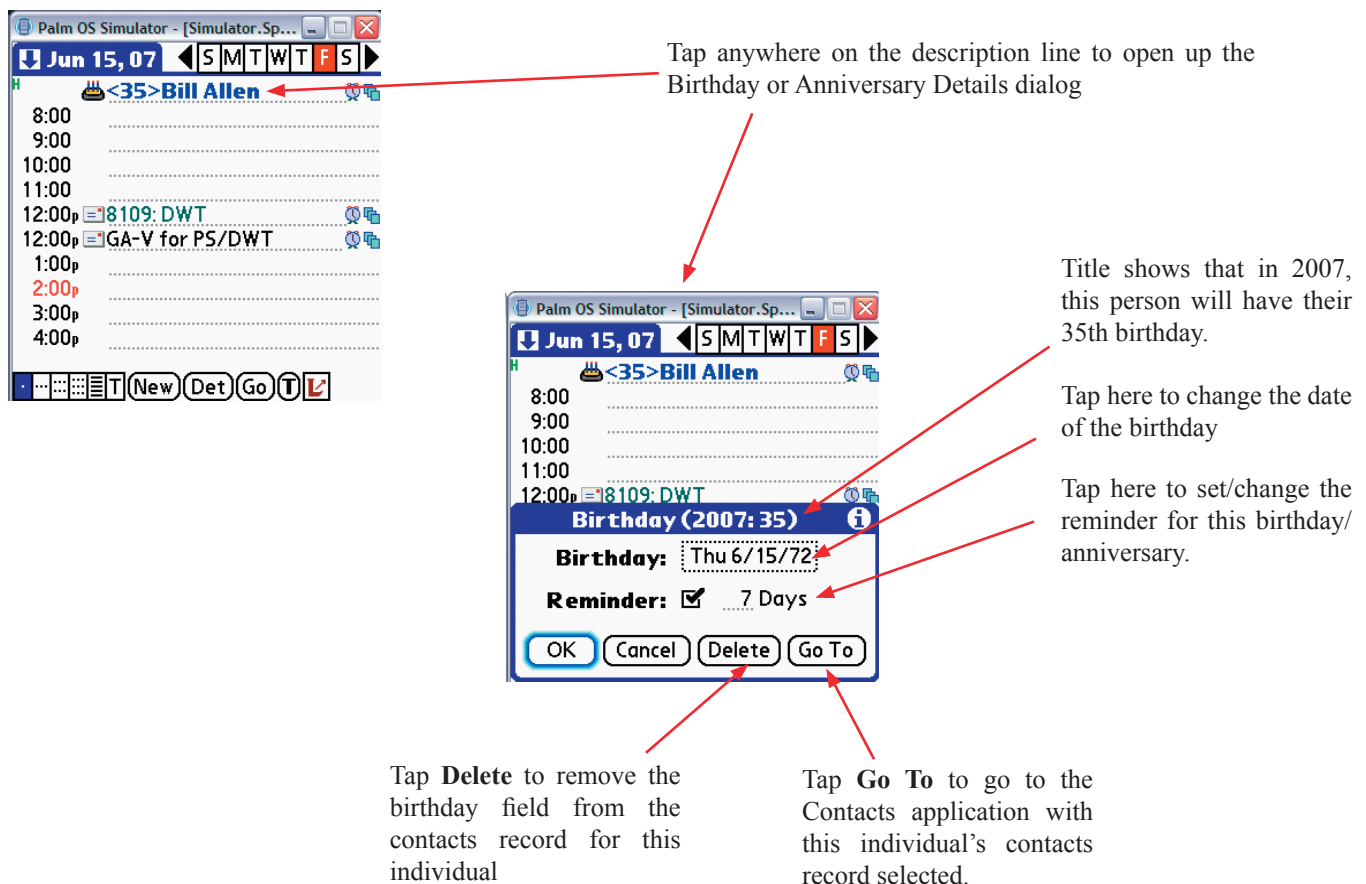 Palm OS Simulator - [Simulator.Sp...
Jun 15, 07 S M T W T F S
H <35>Bill Allen
8:00
9:00
10:00
11:00
12:00p 8109: DWT
12:00p GA-V for PS/DWT
1:00p
2:00p
3:00p
4:00p
T New Det Go T
Tap anywhere on the description line to open up the
Birthday or Anniversary Details dialog
Palm OS Simulator - [Simulator.Sp...
Jun 15, 07 S M T W T F S
H <35>Bill Allen
8:00
9:00
10:00
11:00
12:00p 8109: DWT
Birthday (2007: 35) i
Birthday: Thu 6/15/72
Reminder: 7 Days
OK Cancel Delete Go To
Title shows that in 2007,
this person will have their
35th birthday.
Tap here to change the date
of the birthday
Tap here to set/change the
reminder for this birthday/
anniversary.
Tap Delete to remove the
birthday field from the
contacts record for this
individual
Tap Go To to go to the
Contacts application with
this individual's contacts
record selected.